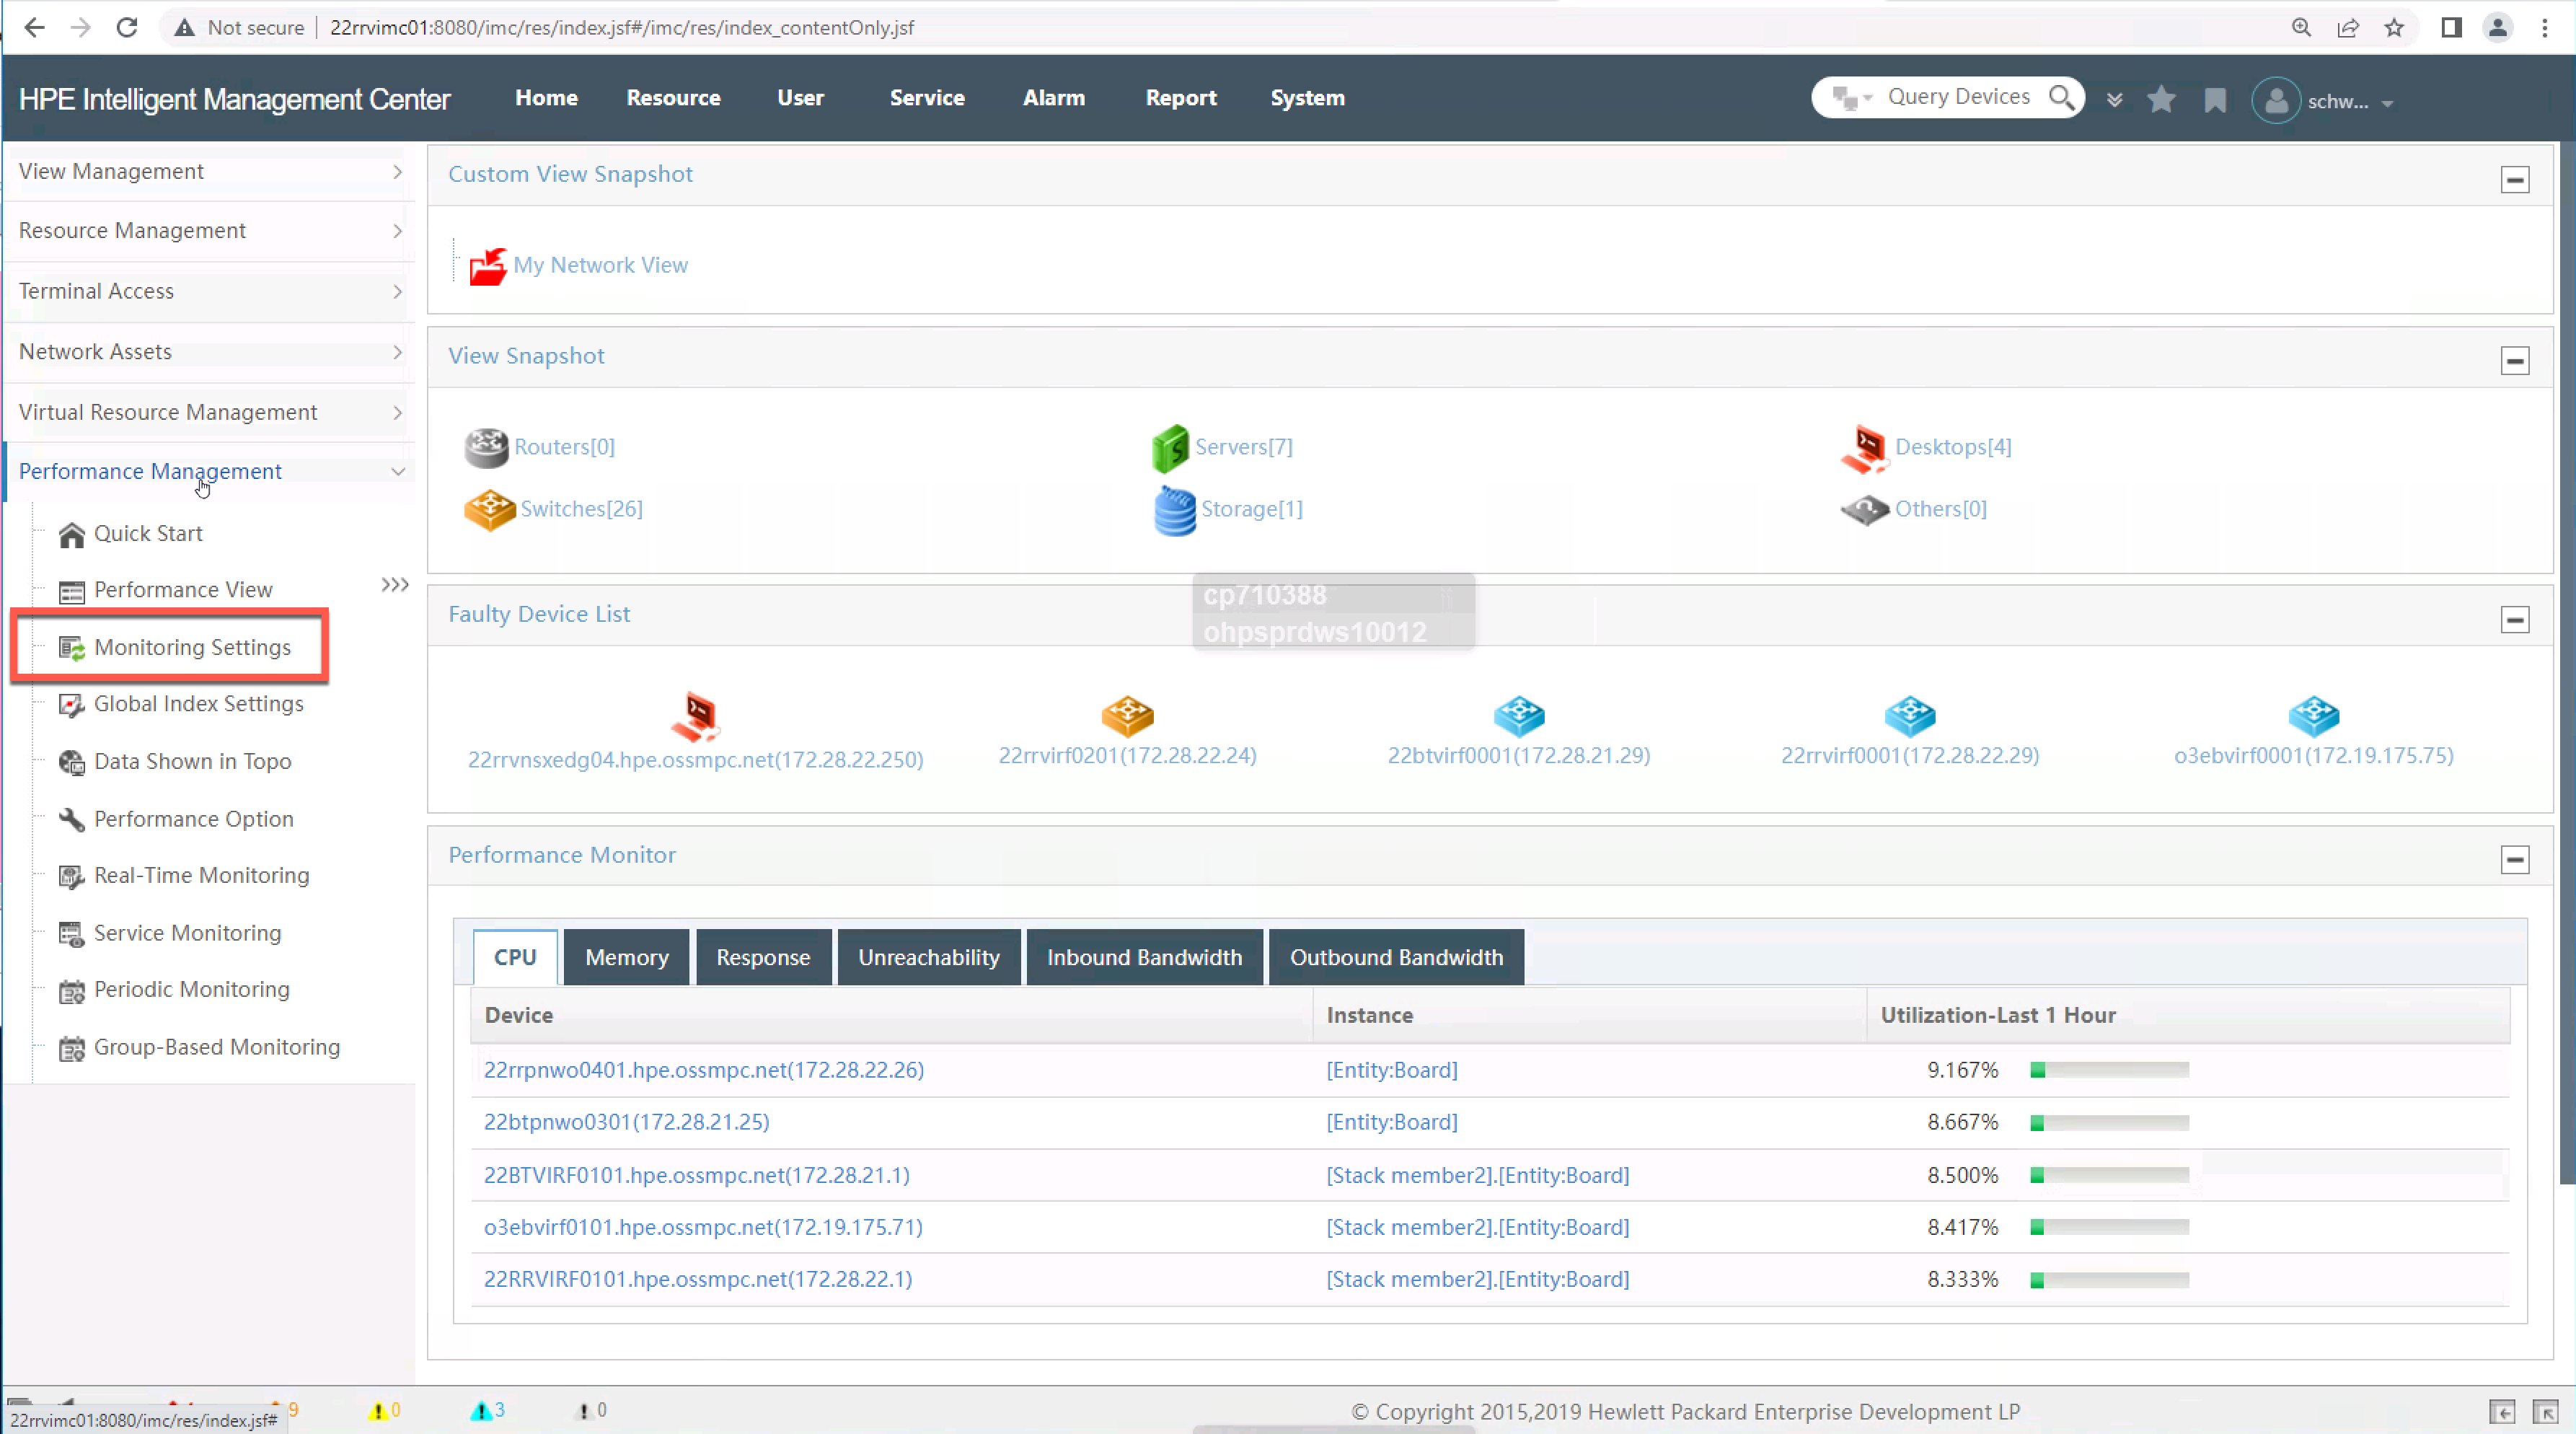 Not secure | 22rrvimc01:8080/imc/res/index.jsf#/imc/res/index_contentOnly.jsf
HPE Intelligent Management Center Home Resource User Service Alarm Report System Query Devices schw...
View Management
Resource Management
Terminal Access
Network Assets
Virtual Resource Management
Performance Management
Quick Start
Performance View >>>
Monitoring Settings
Global Index Settings
Data Shown in Topo
Performance Option
Real-Time Monitoring
Service Monitoring
Periodic Monitoring
Group-Based Monitoring
Custom View Snapshot
My Network View
View Snapshot
Routers[0] Servers[7] Desktops[4]
Switches[26] Storage[1] Others[0]
cp710388
ohpsprdws10012
Faulty Device List
22rrvnsxedg04.hpe.ossmpc.net(172.28.22.250) 22rrvirf0201(172.28.22.24) 22btvirf0001(172.28.21.29) 22rrvirf0001(172.28.22.29) o3ebvirf0001(172.19.175.75)
Performance Monitor
CPU Memory Response Unreachability Inbound Bandwidth Outbound Bandwidth
Device Instance Utilization-Last 1 Hour
22rrpnwo0401.hpe.ossmpc.net(172.28.22.26) [Entity:Board] 9.167%
22btpnwo0301(172.28.21.25) [Entity:Board] 8.667%
22BTVIRF0101.hpe.ossmpc.net(172.28.21.1) [Stack member2].[Entity:Board] 8.500%
o3ebvirf0101.hpe.ossmpc.net(172.19.175.71) [Stack member2].[Entity:Board] 8.417%
22RRVIRF0101.hpe.ossmpc.net(172.28.22.1) [Stack member2].[Entity:Board] 8.333%
9 0 3 0 © Copyright 2015,2019 Hewlett Packard Enterprise Development LP
22rrvimc01:8080/imc/res/index.jsf#